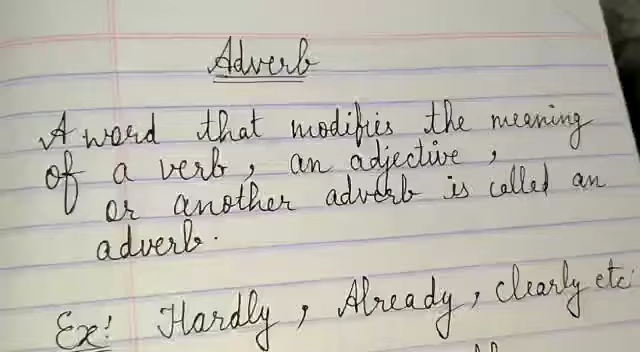 Adverb
A word that modifies the meaning
of a verb, an adjective,
or another adverb is called an
adverb.
Ex: Hardly, Already, clearly etc.